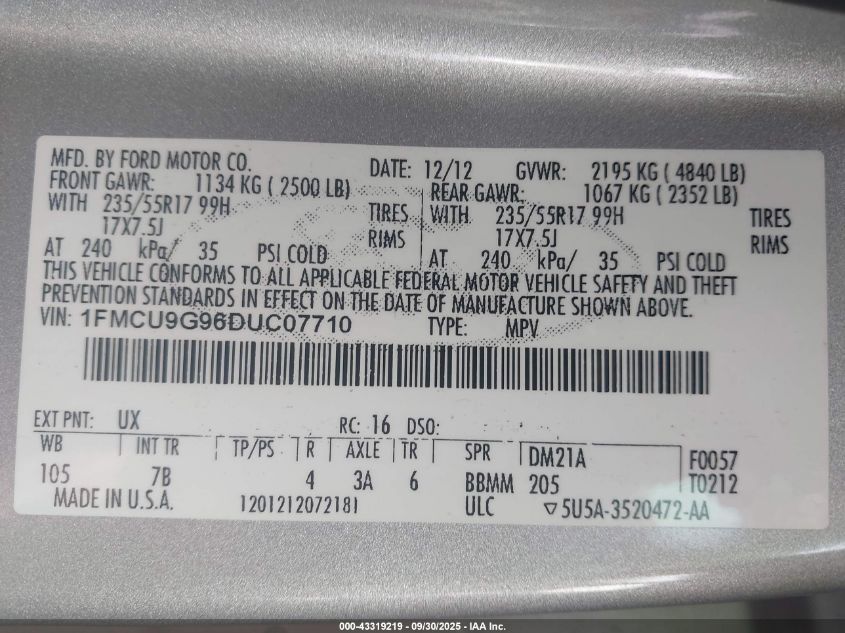 MFD. BY FORD MOTOR CO. DATE: 12/12 GVWR: 2195 KG ( 4840 LB)
FRONT GAWR: 1134 KG ( 2500 LB) REAR GAWR: 1067 KG ( 2352 LB)
WITH 235/55R17 99H TIRES WITH 235/55R17 99H TIRES
17X7.5J RIMS 17X7.5J RIMS
AT 240 kPa/ 35 PSI COLD AT 240 kPa/ 35 PSI COLD
THIS VEHICLE CONFORMS TO ALL APPLICABLE FEDERAL MOTOR VEHICLE SAFETY AND THEFT
PREVENTION STANDARDS IN EFFECT ON THE DATE OF MANUFACTURE SHOWN ABOVE.
VIN: 1FMCU9G96DUC07710 TYPE: MPV
EXT PNT: UX RC: 16 DSO:
WB INT TR TP/PS R AXLE TR SPR DM21A F0057
105 7B 4 3A 6 BBMM 205 T0212
MADE IN U.S.A. 1201212072181 ULC ▽5U5A-3520472-AA
000-43319219 - 09/30/2025 - IAA Inc.